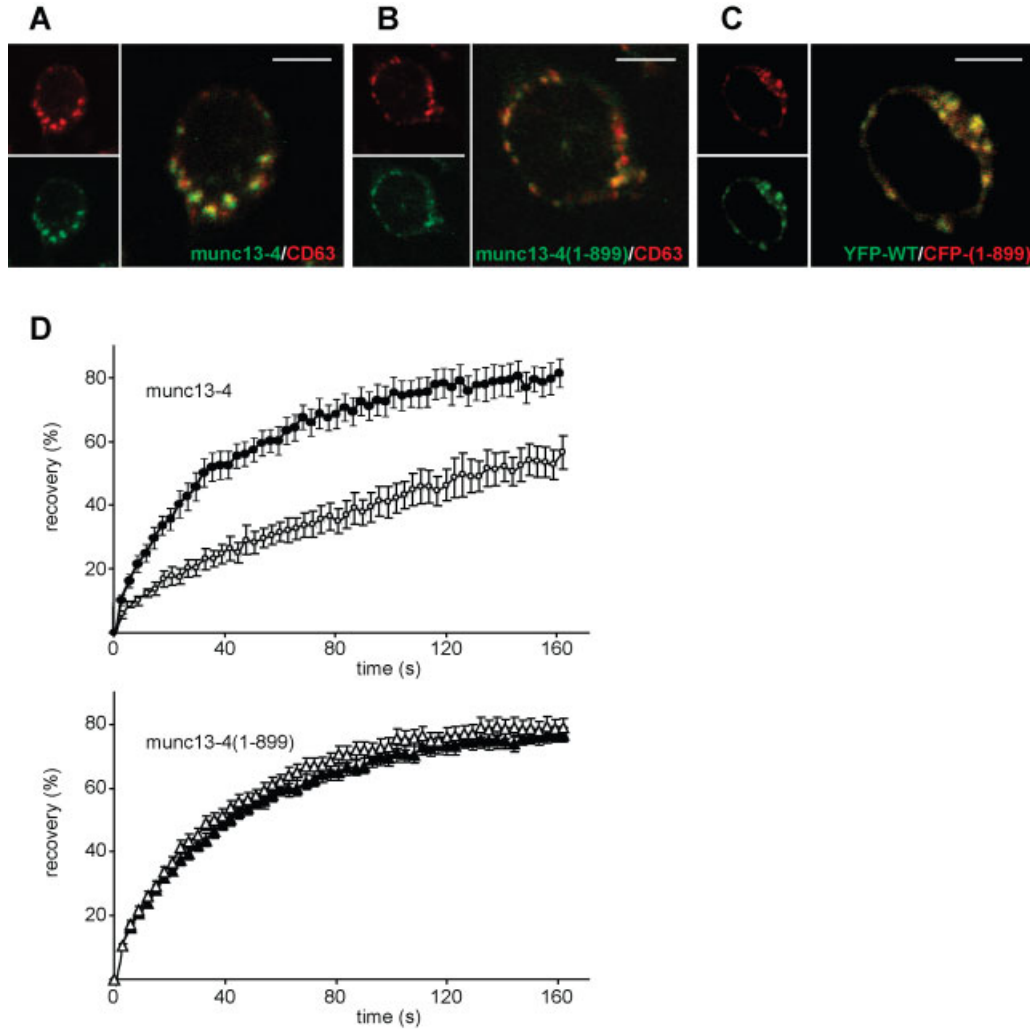 A
B
C
munc13-4/CD63
munc13-4(1-899)/CD63
YFP-WT/CFP-(1-899)
D
munc13-4
recovery (%)
80
60
40
20
0
40
80
120
160
time (s)
munc13-4(1-899)
recovery (%)
80
60
40
20
0
40
80
120
160
time (s)